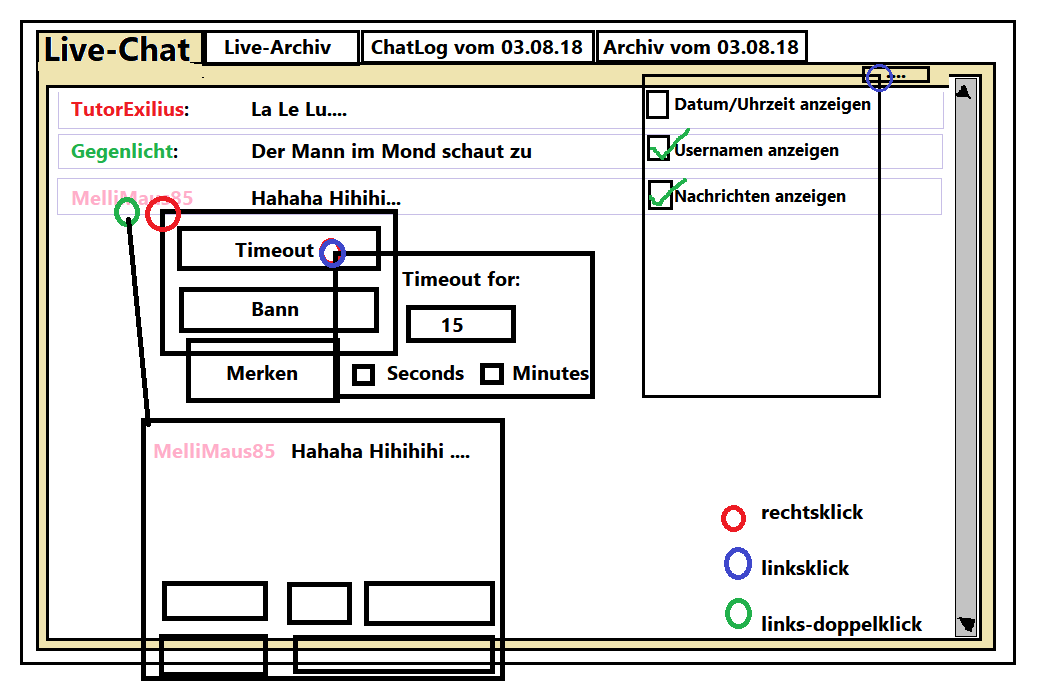 Live-Chat
Live-Archiv
ChatLog vom 03.08.18
Archiv vom 03.08.18
....
TutorExilius: La Le Lu....
Datum/Uhrzeit anzeigen
Gegenlicht: Der Mann im Mond schaut zu
Usernamen anzeigen
MelliMaus85 Hahaha Hihihi...
Nachrichten anzeigen
Timeout
Timeout for:
Bann
15
Merken
Seconds
Minutes
MelliMaus85 Hahaha Hihihihi ....
rechtsklick
linksklick
links-doppelklick